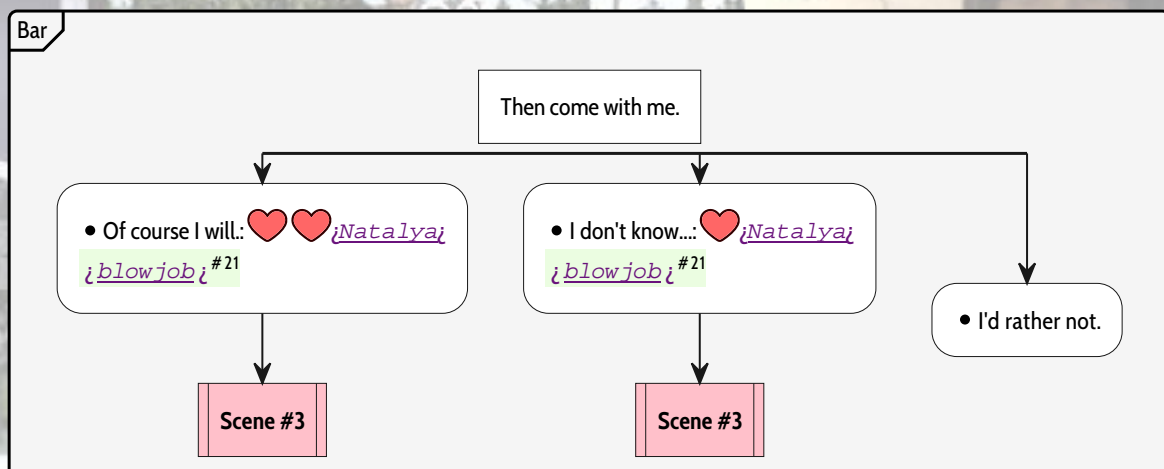 Bar
Then come with me.
• Of course I will.: ¿Natalya¿
¿blowjob¿ #21
• I don't know...: ¿Natalya¿
¿blowjob¿ #21
• I'd rather not.
Scene #3
Scene #3